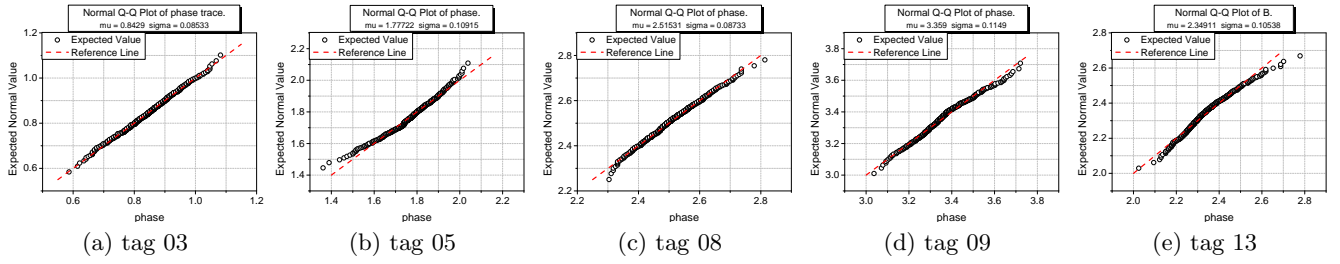 Normal Q-Q Plot of phase trace.
mu = 0.8429 sigma = 0.08533
Expected Value
Reference Line
Expected Normal Value
1.2
1.0
0.8
0.6
0.6 0.8 1.0 1.2
phase
(a) tag 03
Normal Q-Q Plot of phase.
mu = 1.77722 sigma = 0.10915
Expected Value
Reference Line
Expected Normal Value
2.2
2.0
1.8
1.6
1.4
1.4 1.6 1.8 2.0 2.2
phase
(b) tag 05
Normal Q-Q Plot of phase.
mu = 2.51531 sigma = 0.08733
Expected Value
Reference Line
Expected Normal Value
2.8
2.6
2.4
2.2
2.2 2.4 2.6 2.8
phase
(c) tag 08
Normal Q-Q Plot of phase.
mu = 3.359 sigma = 0.1149
Expected Value
Reference Line
Expected Normal Value
3.8
3.6
3.4
3.2
3.0
3.0 3.2 3.4 3.6 3.8
phase
(d) tag 09
Normal Q-Q Plot of B.
mu = 2.34911 sigma = 0.10538
Expected Value
Reference Line
Expected Normal Value
2.8
2.6
2.4
2.2
2.0
2.0 2.2 2.4 2.6 2.8
phase
(e) tag 13